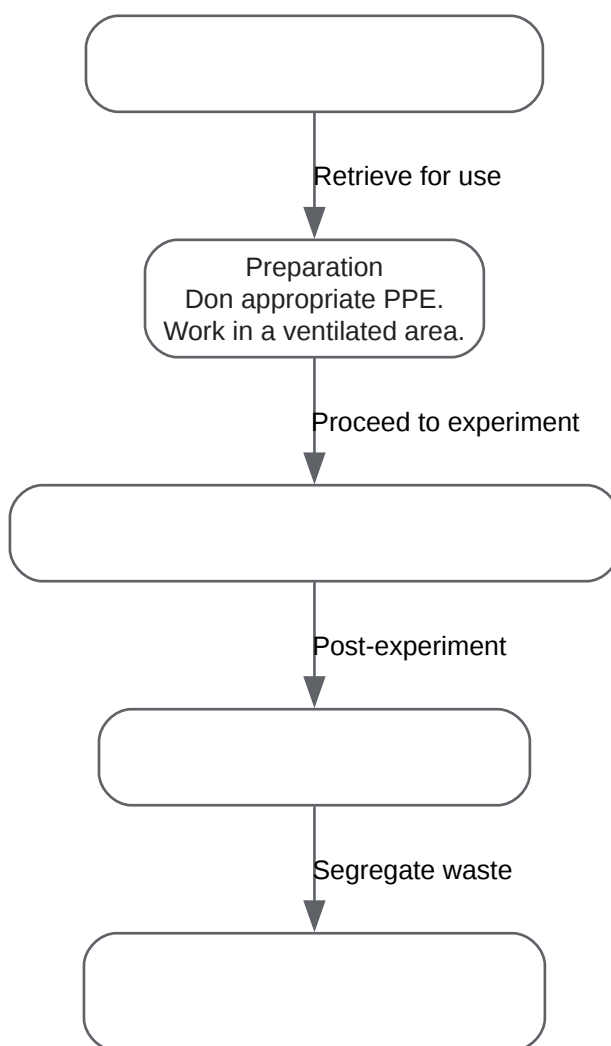 Retrieve for use
Preparation
Don appropriate PPE.
Work in a ventilated area.
Proceed to experiment
Post-experiment
Segregate waste